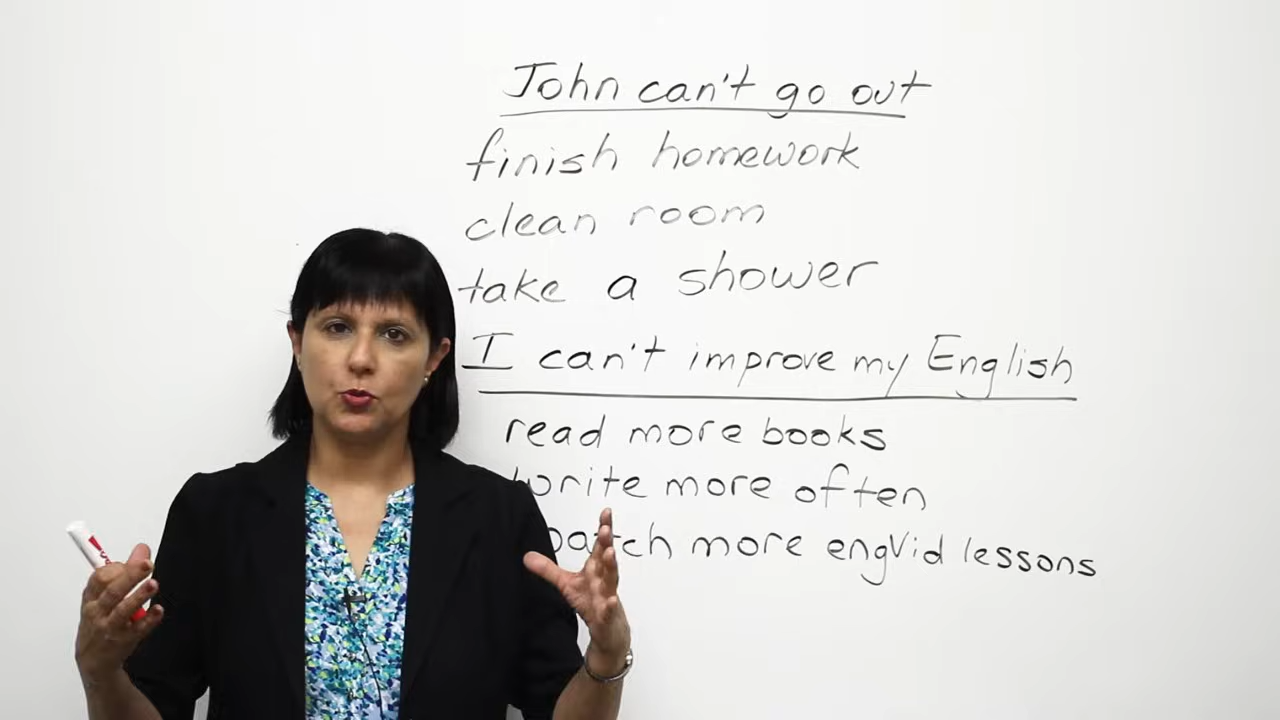 John can't go out
finish homework
clean room
take a shower
I can't improve my English
read more books
write more often
watch more engVid lessons